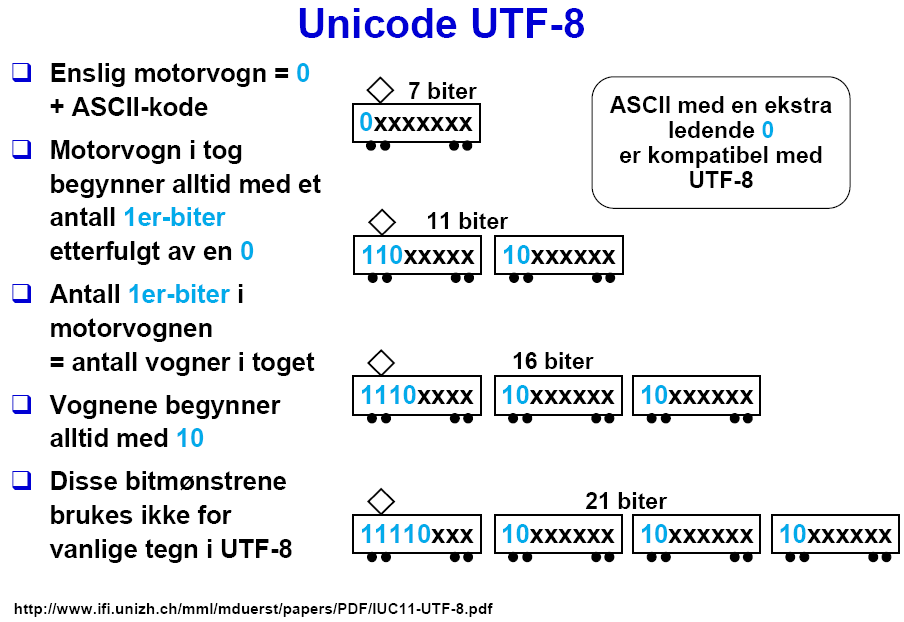 Unicode UTF-8
Enslig motorvogn = 0
+ ASCII-kode
Motorvogn i tog
begynner alltid med et
antall 1er-biter
etterfulgt av en 0
Antall 1er-biter i
motorvognen
= antall vogner i toget
Vognene begynner
alltid med 10
Disse bitmønstrene
brukes ikke for
vanlige tegn i UTF-8
7 biter
0xxxxxxx
ASCII med en ekstra
ledende 0
er kompatibel med
UTF-8
11 biter
110xxxxx 10xxxxxx
16 biter
1110xxxx 10xxxxxx 10xxxxxx
21 biter
11110xxx 10xxxxxx 10xxxxxx 10xxxxxx
http://www.ifi.unizh.ch/mml/mduerst/papers/PDF/IUC11-UTF-8.pdf